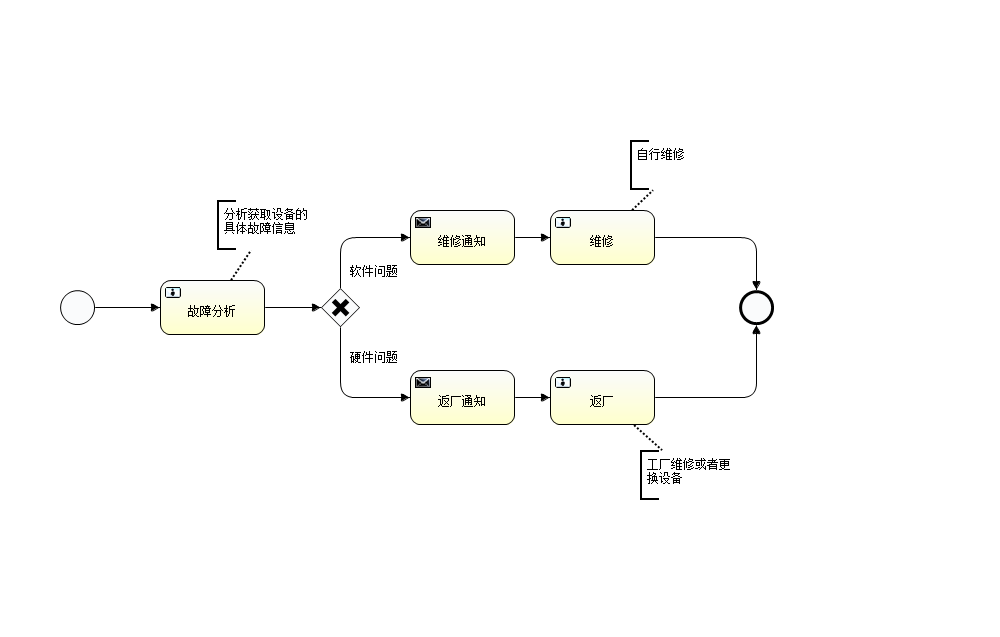 自行维修
分析获取设备的
具体故障信息
维修通知
维修
软件问题
故障分析
硬件问题
返厂通知
返厂
工厂维修或者更
换设备